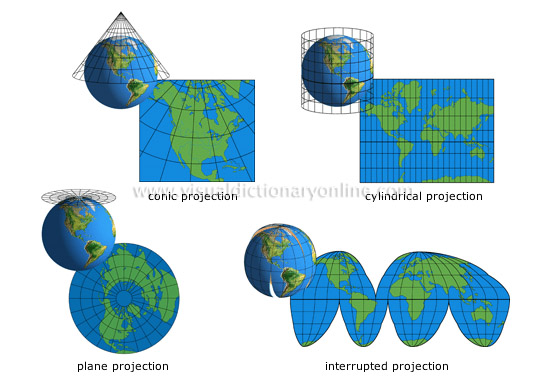 www.visualdictionaryonline.com
conic projection
cylindrical projection
plane projection
interrupted projection